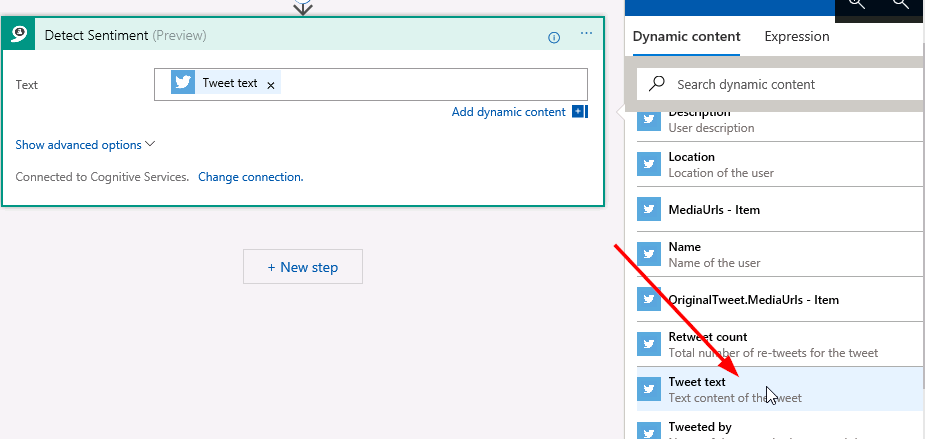 Detect Sentiment (Preview)
Text
Tweet text ×
Add dynamic content
Show advanced options
Connected to Cognitive Services. Change connection.
+ New step
Dynamic content Expression
Search dynamic content
Description
User description
Location
Location of the user
MediaUrls - Item
Name
Name of the user
OriginalTweet.MediaUrls - Item
Retweet count
Total number of re-tweets for the tweet
Tweet text
Text content of the tweet
Tweeted by